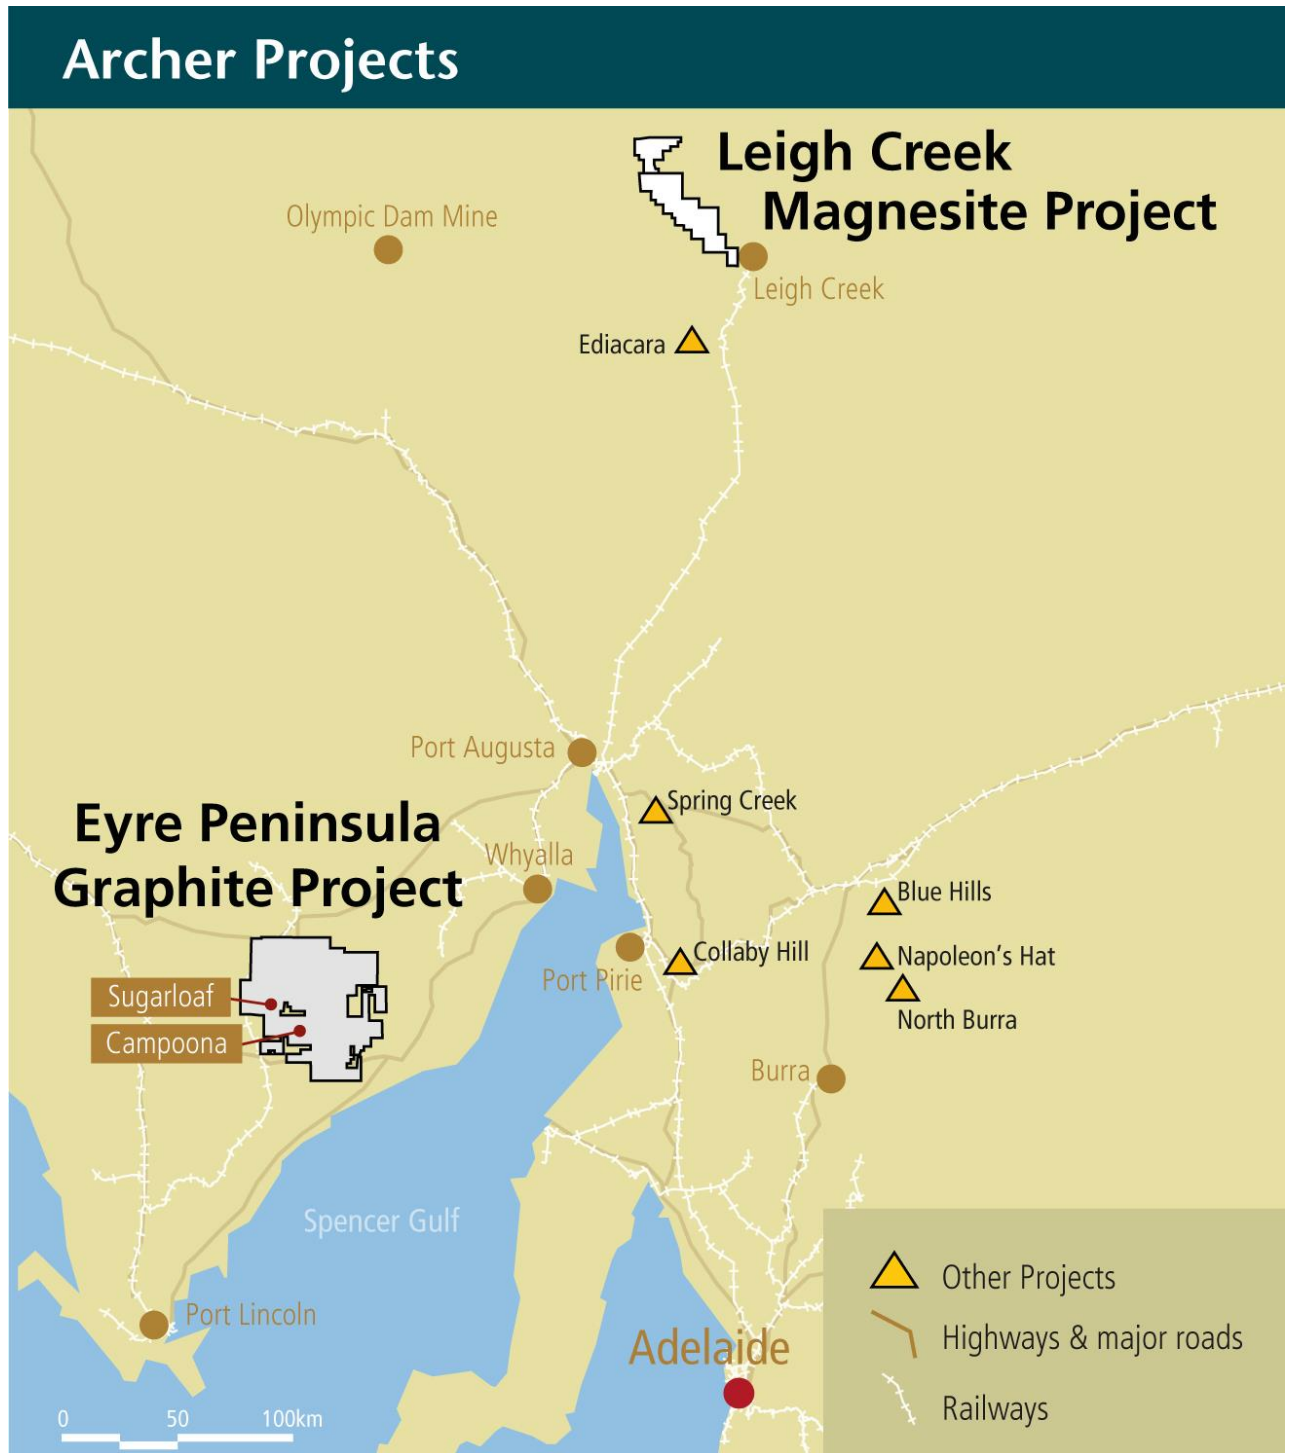 Archer Projects
Leigh Creek
Magnesite Project
Olympic Dam Mine
Leigh Creek
Ediacara
Port Augusta
Spring Creek
Eyre Peninsula
Graphite Project
Whyalla
Blue Hills
Collaby Hill
Napoleon's Hat
Port Pirie
Sugarloaf
North Burra
Campoona
Burra
Spencer Gulf
Other Projects
Port Lincoln
Highways & major roads
Adelaide
Railways
0 50 100km